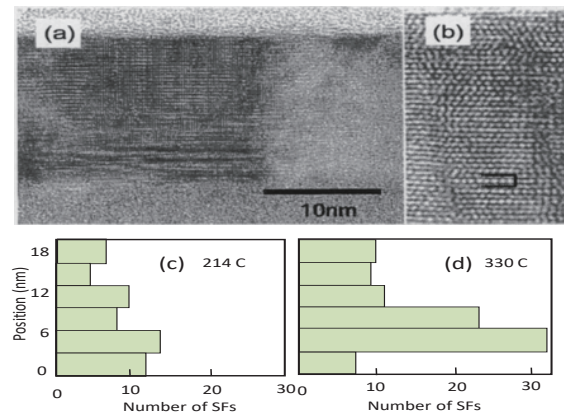 (a)
(b)
10nm
Position (nm)
18
12
6
0
(c) 214 C
0 10 20 30
Number of SFs
(d) 330 C
0 10 20 30
Number of SFs